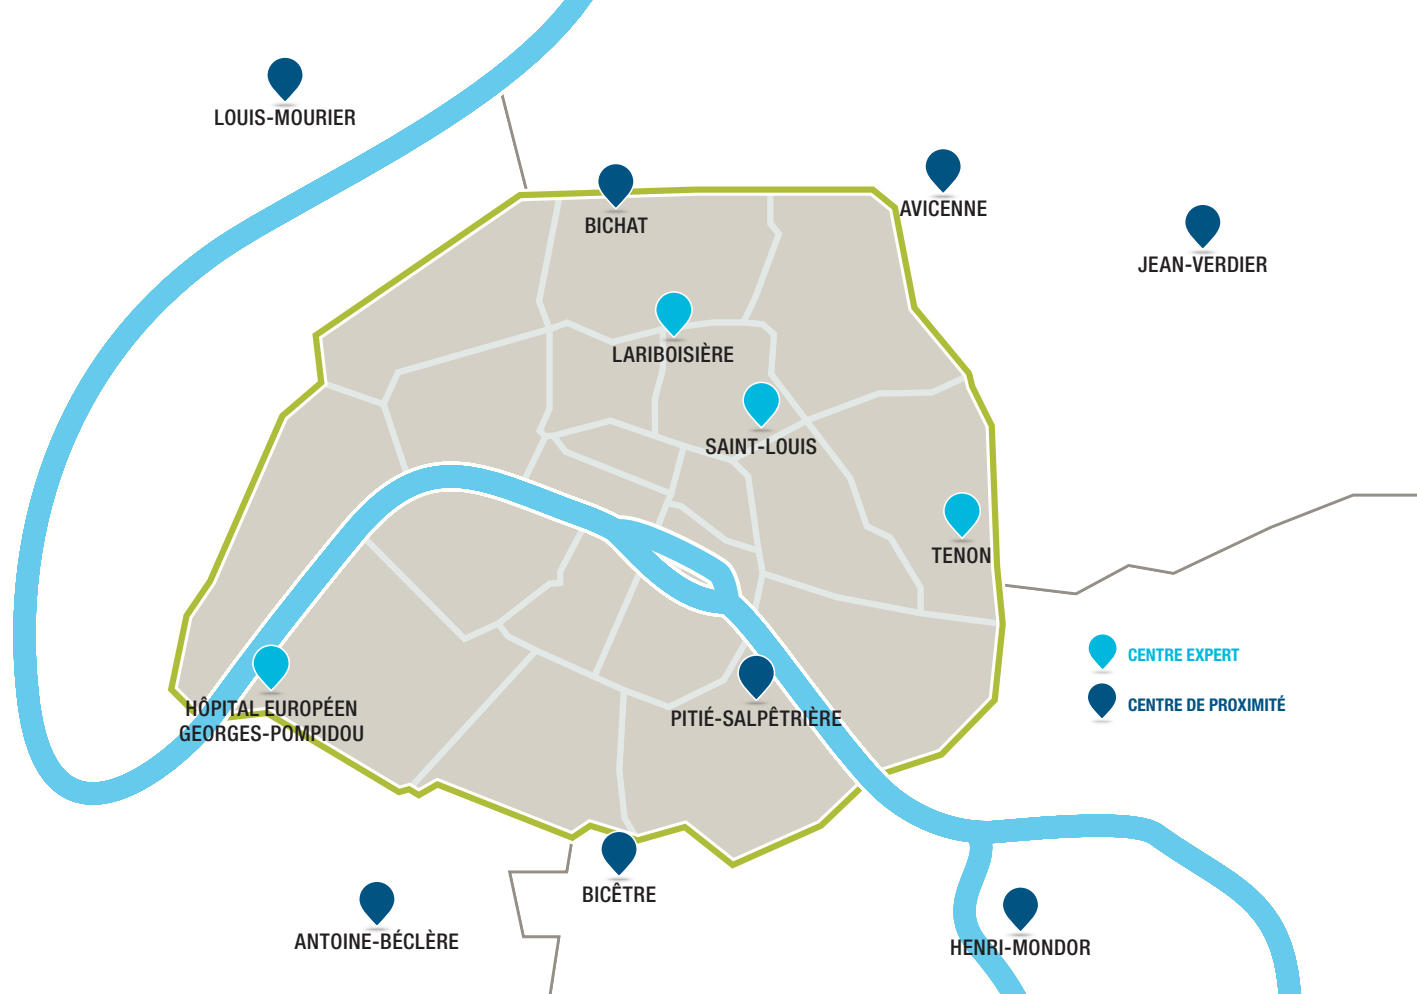 LOUIS-MOURIER
BICHAT
AVICENNE
JEAN-VERDIER
LARIBOISIÈRE
SAINT-LOUIS
TENON
CENTRE EXPERT
CENTRE DE PROXIMITÉ
HÔPITAL EUROPÉEN
GEORGES-POMPIDOU
PITIÉ-SALPÊTRIÈRE
BICÊTRE
ANTOINE-BÉCLÈRE
HENRI-MONDOR